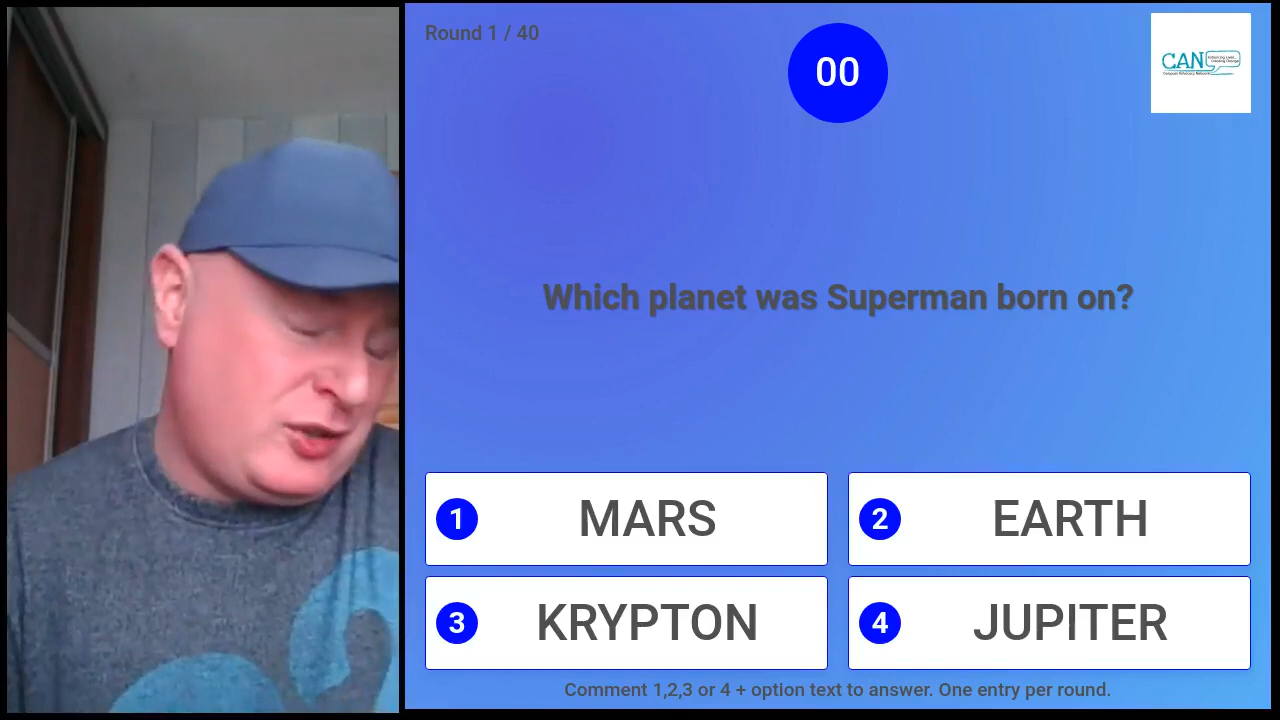 Round 1 / 40
00
CAN
Which planet was Superman born on?
1 MARS
2 EARTH
3 KRYPTON
4 JUPITER
Comment 1,2,3 or 4 + option text to answer. One entry per round.